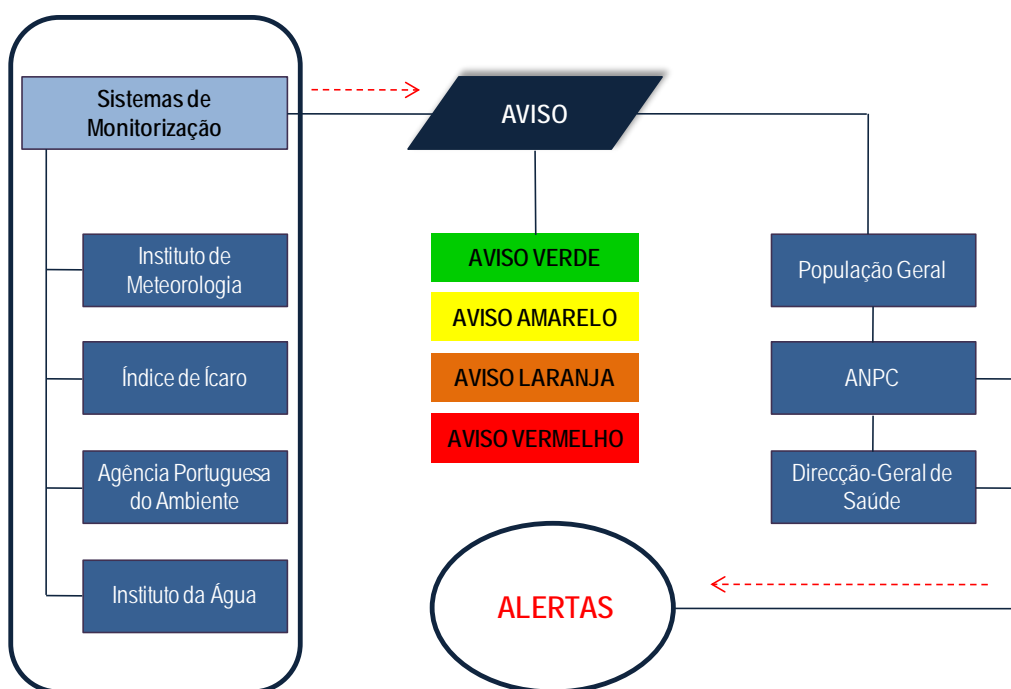 Sistemas de
Monitorização
Instituto de
Meteorologia
Índice de Ícaro
Agência Portuguesa
do Ambiente
Instituto da Água
AVISO
AVISO VERDE
AVISO AMARELO
AVISO LARANJA
AVISO VERMELHO
População Geral
ANPC
Direcção-Geral de
Saúde
ALERTAS